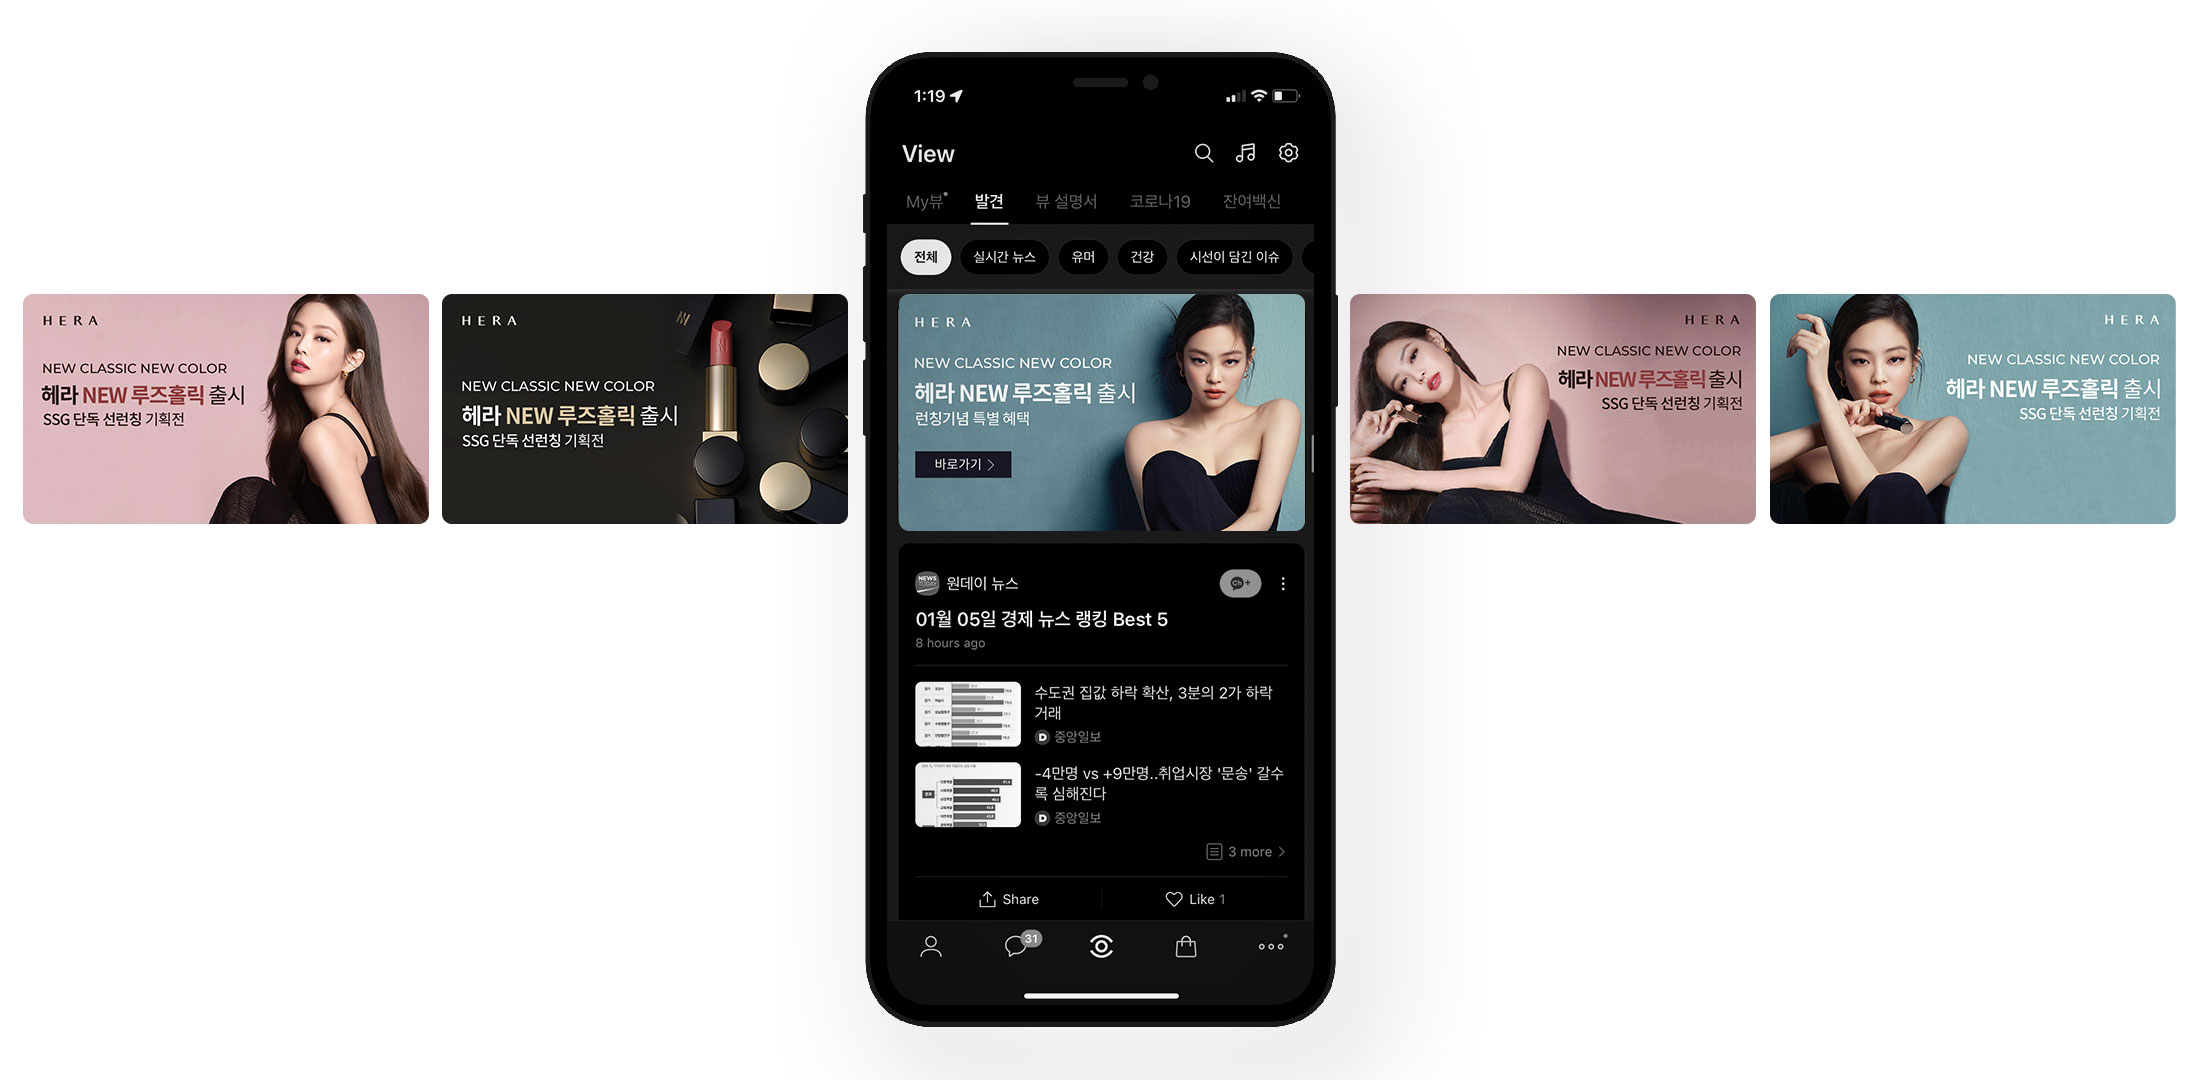 HERA
NEW CLASSIC NEW COLOR
헤라 NEW 루즈홀릭 출시
SSG 단독 선런칭 기획전
HERA
NEW CLASSIC NEW COLOR
헤라 NEW 루즈홀릭 출시
SSG 단독 선런칭 기획전
1:19
View
My뷰 발견 뷰 설명서 코로나19 잔여백신
전체 실시간 뉴스 유머 건강 시선이 담긴 이슈
HERA
NEW CLASSIC NEW COLOR
헤라 NEW 루즈홀릭 출시
런칭기념 특별 혜택
바로가기
NEWS
TODAY
원데이 뉴스
Ch+
01월 05일 경제 뉴스 랭킹 Best 5
8 hours ago
수도권 집값 하락 확산, 3분의 2가 하락
거래
D 중앙일보
-4만명 vs +9만명..취업시장 '문송' 갈수
록 심해진다
D 중앙일보
3 more
Share Like 1
31
HERA
NEW CLASSIC NEW COLOR
헤라 NEW 루즈홀릭 출시
SSG 단독 선런칭 기획전
HERA
NEW CLASSIC NEW COLOR
헤라 NEW 루즈홀릭 출시
SSG 단독 선런칭 기획전